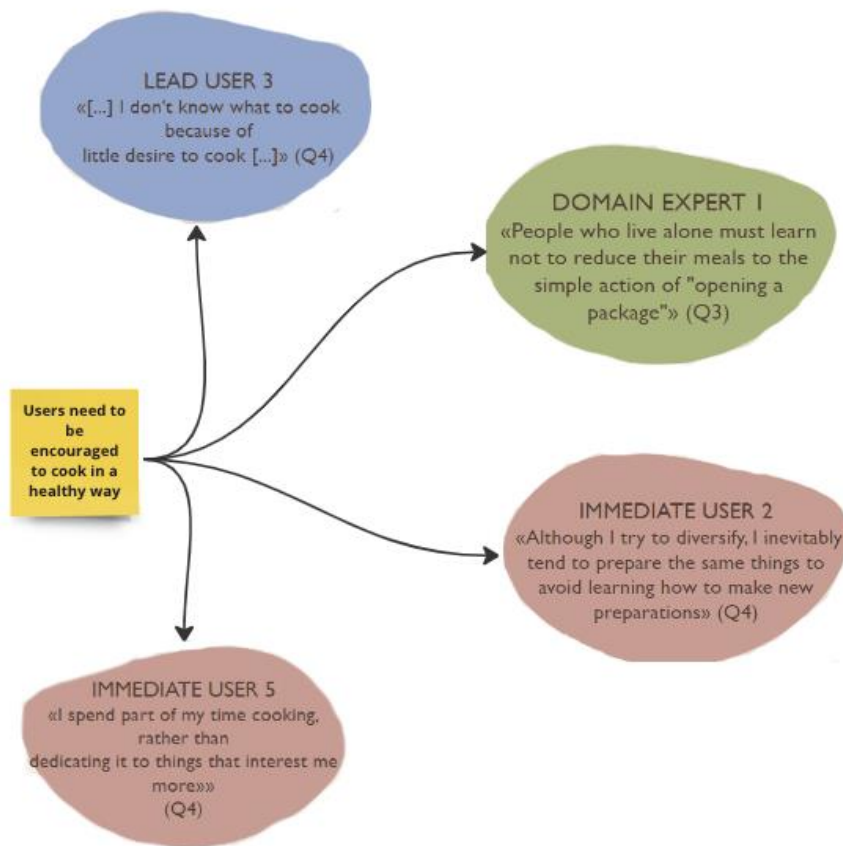 LEAD USER 3
«[...] I don't know what to cook
because of
little desire to cook [...]» (Q4)
DOMAIN EXPERT 1
«People who live alone must learn
not to reduce their meals to the
simple action of "opening a
package"» (Q3)
Users need to
be
encouraged
to cook in a
healthy way
IMMEDIATE USER 2
«Although I try to diversify, I inevitably
tend to prepare the same things to
avoid learning how to make new
preparations» (Q4)
IMMEDIATE USER 5
«I spend part of my time cooking,
rather than
dedicating it to things that interest me
more»»
(Q4)